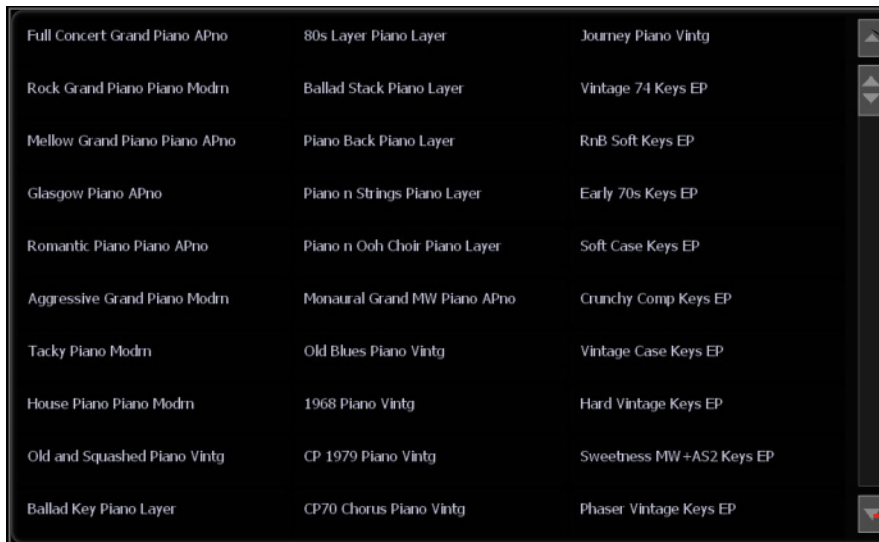 Full Concert Grand Piano APno
Rock Grand Piano Piano Modrn
Mellow Grand Piano Piano APno
Glasgow Piano APno
Romantic Piano Piano APno
Aggressive Grand Piano Modrn
Tacky Piano Modrn
House Piano Piano Modrn
Old and Squashed Piano Vintg
Ballad Key Piano Layer
80s Layer Piano Layer
Ballad Stack Piano Layer
Piano Back Piano Layer
Piano n Strings Piano Layer
Piano n Ooh Choir Piano Layer
Monaural Grand MW Piano APno
Old Blues Piano Vintg
1968 Piano Vintg
CP 1979 Piano Vintg
CP70 Chorus Piano Vintg
Journey Piano Vintg
Vintage 74 Keys EP
RnB Soft Keys EP
Early 70s Keys EP
Soft Case Keys EP
Crunchy Comp Keys EP
Vintage Case Keys EP
Hard Vintage Keys EP
Sweetness MW+AS2 Keys EP
Phaser Vintage Keys EP